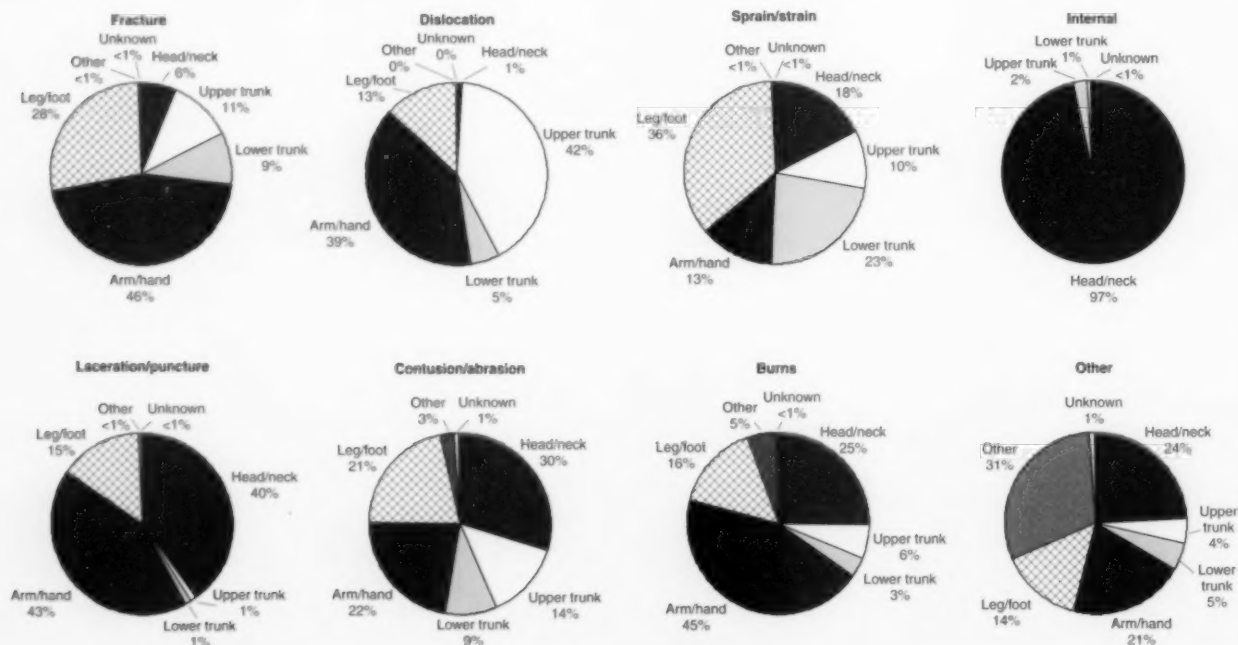 Fracture
Unknown
<1%
Other
<1%
Head/neck
6%
Leg/foot
28%
Upper trunk
11%
Lower trunk
9%
Arm/hand
46%
Dislocation
Unknown
0%
Other
0%
Head/neck
1%
Leg/foot
13%
Upper trunk
42%
Arm/hand
39%
Lower trunk
5%
Sprain/strain
Other
<1%
Unknown
<1%
Head/neck
18%
Leg/foot
36%
Upper trunk
10%
Arm/hand
13%
Lower trunk
23%
Internal
Lower trunk
1%
Unknown
<1%
Upper trunk
2%
Head/neck
97%
Laceration/puncture
Other
<1%
Unknown
<1%
Leg/foot
15%
Head/neck
40%
Arm/hand
43%
Upper trunk
1%
Lower trunk
1%
Contusion/abrasion
Other
3%
Unknown
1%
Leg/foot
21%
Head/neck
30%
Arm/hand
22%
Upper trunk
14%
Lower trunk
9%
Burns
Unknown
<1%
Other
5%
Head/neck
25%
Leg/foot
16%
Upper trunk
6%
Lower trunk
3%
Arm/hand
45%
Other
Unknown
1%
Head/neck
24%
Other
31%
Upper
trunk
4%
Lower
trunk
5%
Leg/foot
14%
Arm/hand
21%